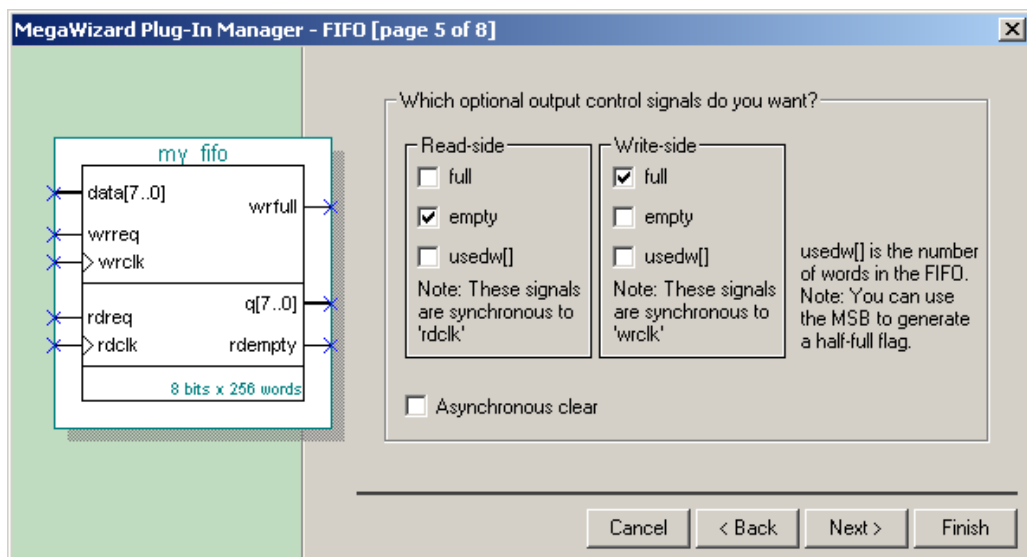 MegaWizard Plug-In Manager - FIFO [page 5 of 8]
my_fifo
data[7..0]
wrfull
wrreq
wrclk
q[7..0]
rdreq
rdclk
rdempty
8 bits x 256 words
Which optional output control signals do you want?
Read-side
full
empty
usedw[]
Note: These signals
are synchronous to
'rdclk'
Write-side
full
empty
usedw[]
Note: These signals
are synchronous to
'wrclk'
usedw[] is the number
of words in the FIFO.
Note: You can use
the MSB to generate
a half-full flag.
Asynchronous clear
Cancel
< Back
Next >
Finish